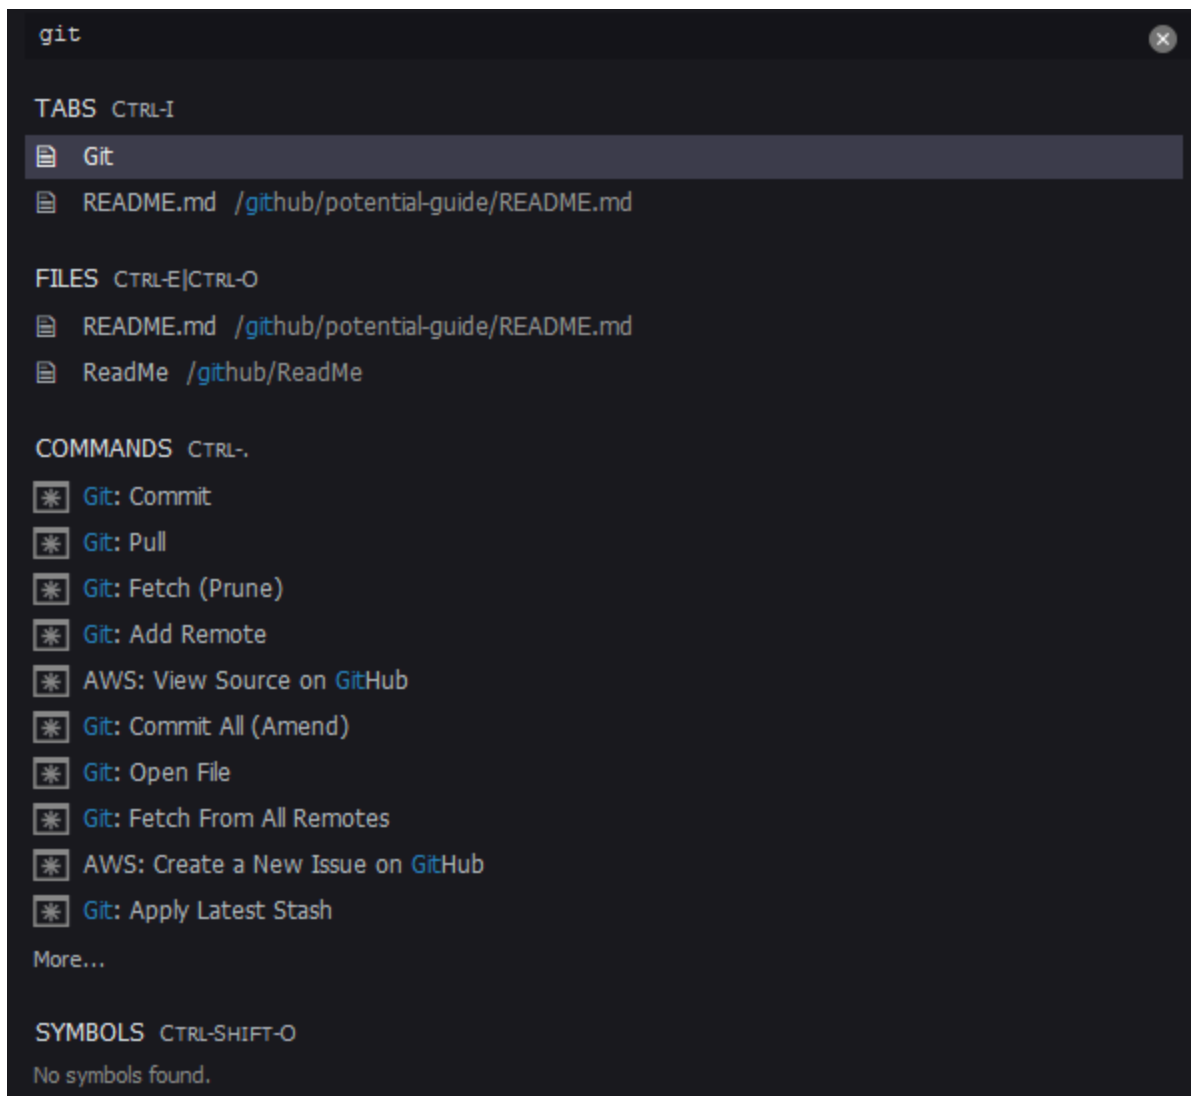 git
TABS CTRL-I
Git
README.md /github/potential-guide/README.md
FILES CTRL-E|CTRL-O
README.md /github/potential-guide/README.md
ReadMe /github/ReadMe
COMMANDS CTRL-.
Git: Commit
Git: Pull
Git: Fetch (Prune)
Git: Add Remote
AWS: View Source on GitHub
Git: Commit All (Amend)
Git: Open File
Git: Fetch From All Remotes
AWS: Create a New Issue on GitHub
Git: Apply Latest Stash
More...
SYMBOLS CTRL-SHIFT-O
No symbols found.